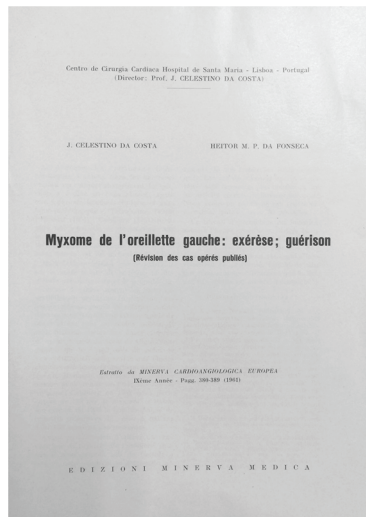 Centro de Cirurgia Cardiaca Hospital de Santa Maria - Lisboa - Portugal
(Director: Prof. J. CELESTINO DA COSTA)
J. CELESTINO DA COSTA HEITOR M. P. DA FONSECA
Myxome de l'oreillette gauche: exérèse; guérison
(Révision des cas opérés publiés)
Estratto da MINERVA CARDIOANGIOLOGICA EUROPEA
IXème Année - Pagg. 380-389 (1961)
EDIZIONI MINERVA MEDICA